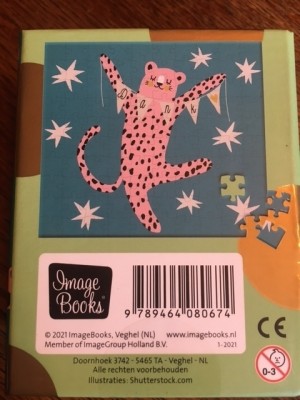 d a n k
Image
Books
9 789464 080674
© 2021 ImageBooks, Veghel (NL) www.imagebooks.nl
Member of ImageGroup Holland B.V. 1-2021
CE
Doornhoek 3742 - 5465 TA - Veghel - NL
Alle rechten voorbehouden
Illustraties: Shutterstock.com
0-3